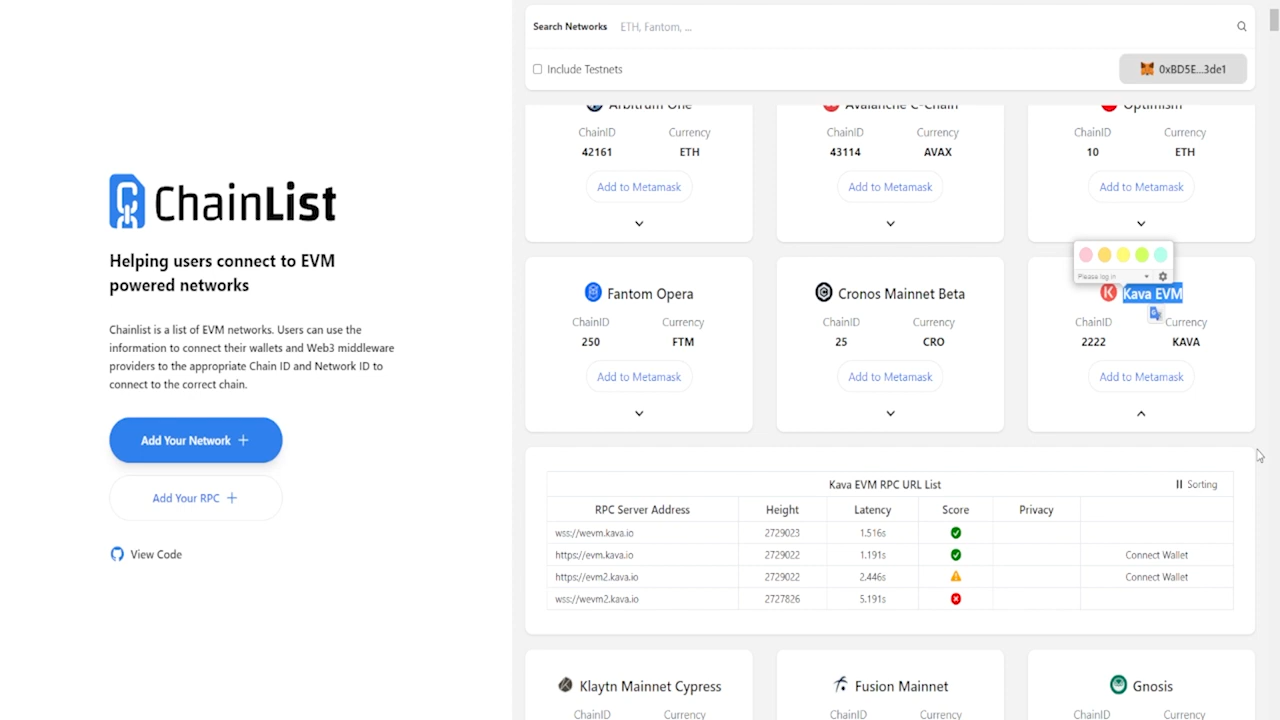 Search Networks ETH, Fantom, ...
Include Testnets
0xBD5E...3de1
Arbitrum One
ChainID Currency
42161 ETH
Add to Metamask
Avalanche C-Chain
ChainID Currency
43114 AVAX
Add to Metamask
Optimism
ChainID Currency
10 ETH
Add to Metamask
ChainList
Helping users connect to EVM
powered networks
Chainlist is a list of EVM networks. Users can use the
information to connect their wallets and Web3 middleware
providers to the appropriate Chain ID and Network ID to
connect to the correct chain.
Add Your Network
Add Your RPC
View Code
Fantom Opera
ChainID Currency
250 FTM
Add to Metamask
Cronos Mainnet Beta
ChainID Currency
25 CRO
Add to Metamask
Please log in
Kava EVM
ChainID Currency
2222 KAVA
Add to Metamask
Kava EVM RPC URL List Sorting
RPC Server Address Height Latency Score Privacy
wss://wevm.kava.io 2729023 1.516s
https://evm.kava.io 2729022 1.191s Connect Wallet
https://evm2.kava.io 2729022 2.446s Connect Wallet
wss://wevm2.kava.io 2727826 5.191s
Klaytn Mainnet Cypress
ChainID Currency
Fusion Mainnet
ChainID Currency
Gnosis
ChainID Currency